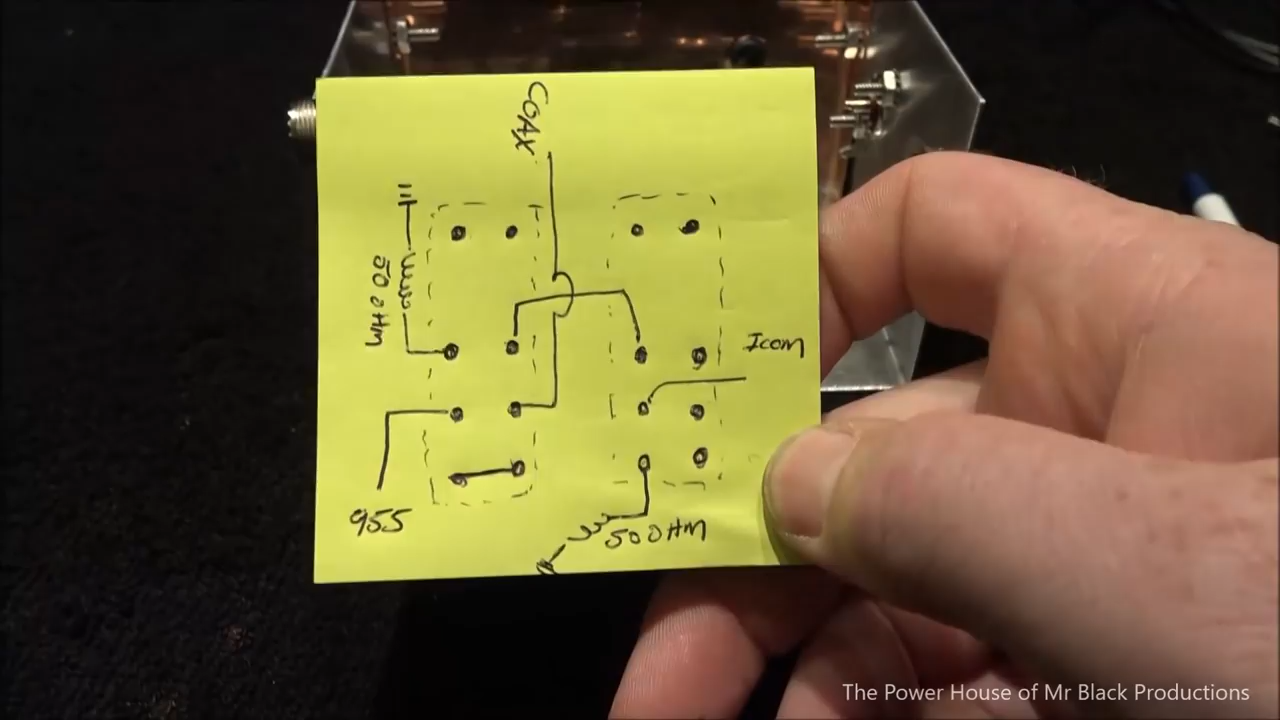 COAX
50 OHM
Icom
955
50 OHM
The Power House of Mr Black Productions